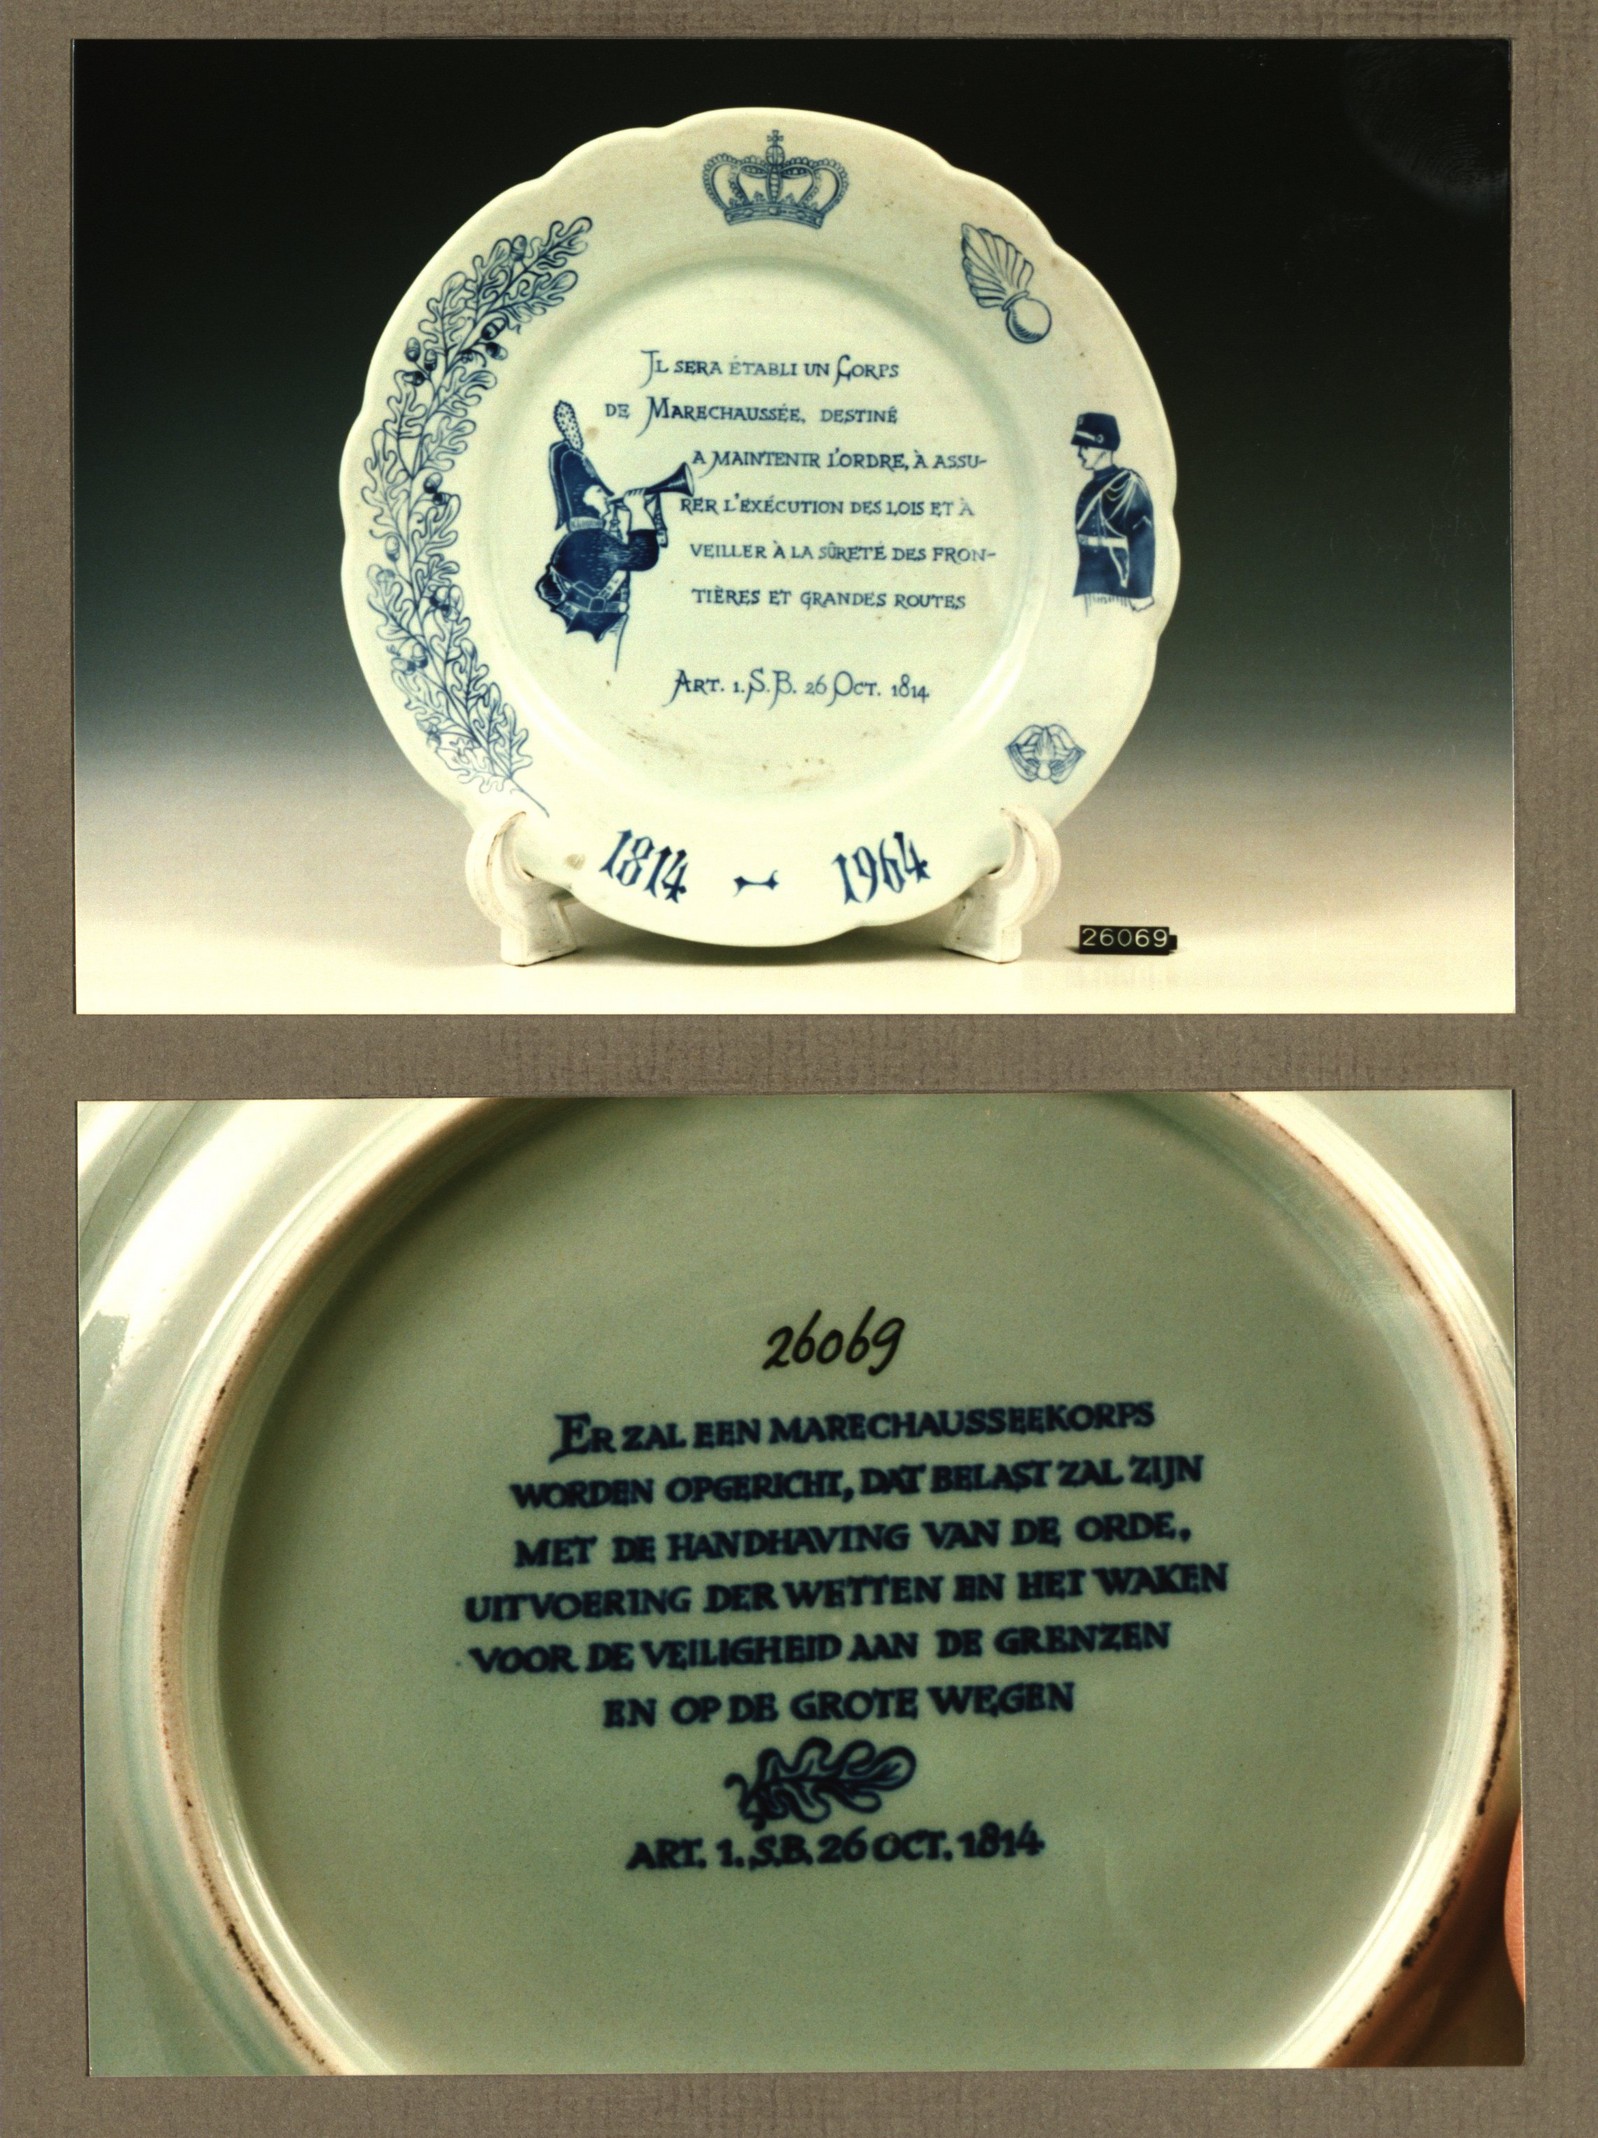 Il sera établi un Corps
de Marechaussée, destiné
a maintenir l'ordre, à assu-
rer l'exécution des lois et à
veiller à la sûreté des fron-
tières et grandes routes
Art. 1. S. B. 26 Oct. 1814
1814 - 1964
26069
26069
Er zal een marechausseekorps
worden opgericht, dat belast zal zijn
met de handhaving van de orde,
uitvoering der wetten en het waken
voor de veiligheid aan de grenzen
en op de grote wegen
Art. 1. S.B. 26 Oct. 1814